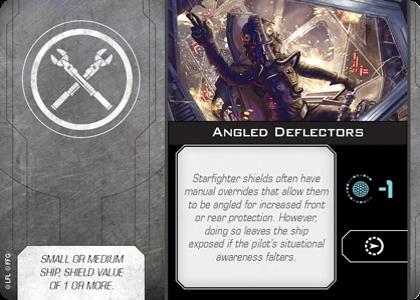 ANGLED DEFLECTORS
Starfighter shields often have
manual overrides that allow them
to be angled for increased front
or rear protection. However,
doing so leaves the ship
exposed if the pilot's situational
awareness falters.
-1
SMALL OR MEDIUM
SHIP, SHIELD VALUE
OF 1 OR MORE.
© LFL © FFG